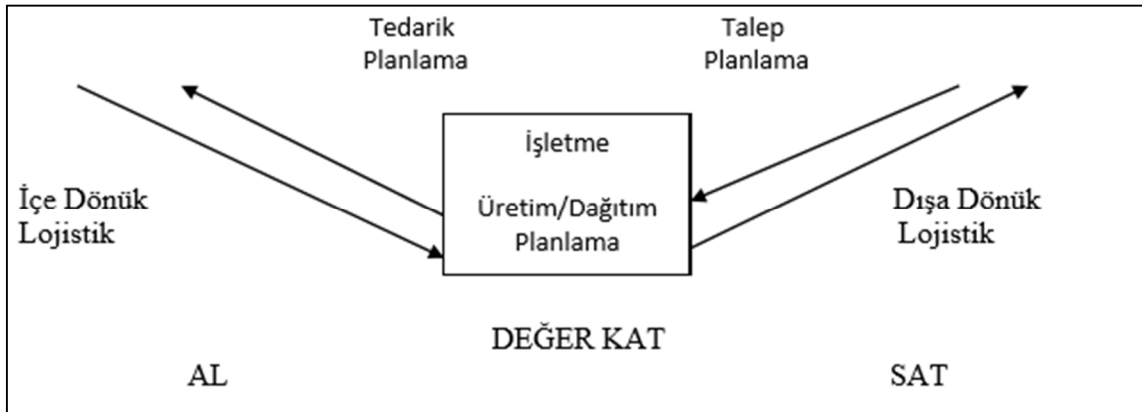 Tedarik
Planlama
Talep
Planlama
İşletme
Üretim/Dağıtım
Planlama
İçe Dönük
Lojistik
Dışa Dönük
Lojistik
DEĞER KAT
AL
SAT